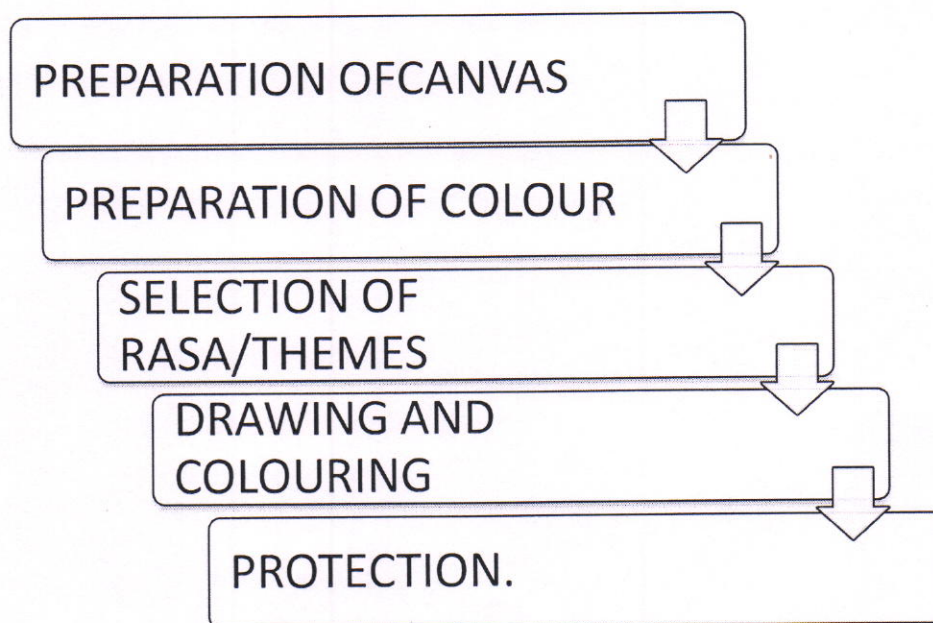 PREPARATION OFCANVAS
PREPARATION OF COLOUR
SELECTION OF
RASA/THEMES
DRAWING AND
COLOURING
PROTECTION.